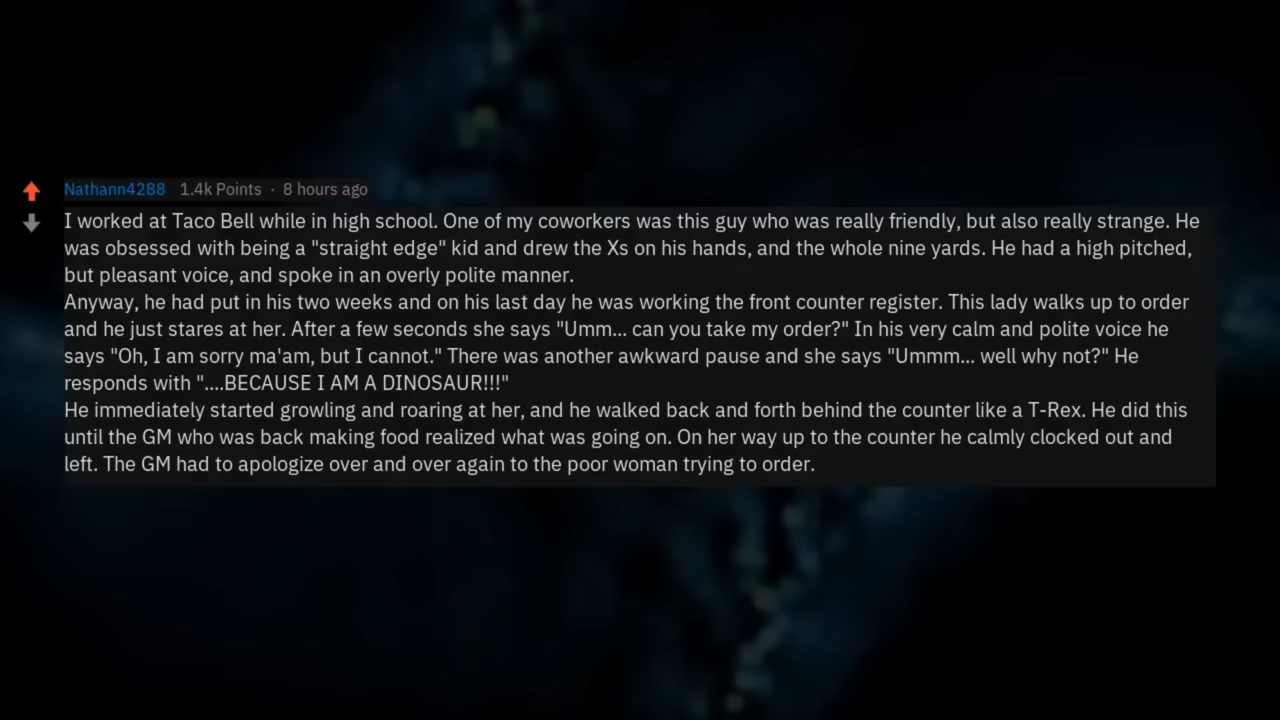 Nathann4288 1.4k Points · 8 hours ago
I worked at Taco Bell while in high school. One of my coworkers was this guy who was really friendly, but also really strange. He
was obsessed with being a "straight edge" kid and drew the Xs on his hands, and the whole nine yards. He had a high pitched,
but pleasant voice, and spoke in an overly polite manner.
Anyway, he had put in his two weeks and on his last day he was working the front counter register. This lady walks up to order
and he just stares at her. After a few seconds she says "Umm... can you take my order?" In his very calm and polite voice he
says "Oh, I am sorry ma'am, but I cannot." There was another awkward pause and she says "Ummm... well why not?" He
responds with "....BECAUSE I AM A DINOSAUR!!!"
He immediately started growling and roaring at her, and he walked back and forth behind the counter like a T-Rex. He did this
until the GM who was back making food realized what was going on. On her way up to the counter he calmly clocked out and
left. The GM had to apologize over and over again to the poor woman trying to order.